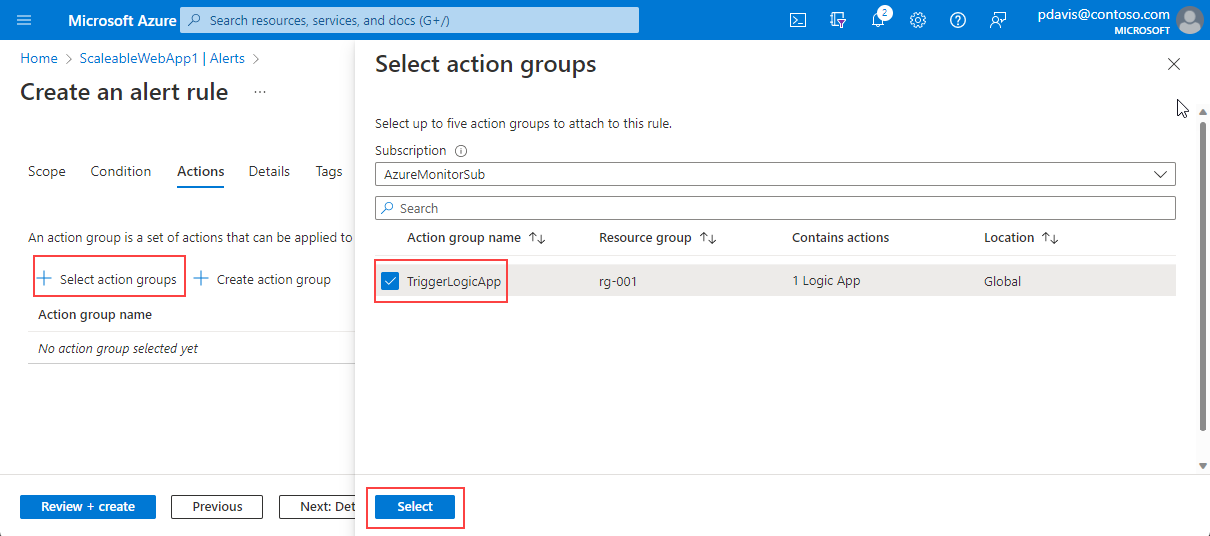 Microsoft Azure
Search resources, services, and docs (G+/)
2
pdavis@contoso.com
MICROSOFT
Home > ScaleableWebApp1 | Alerts >
Create an alert rule ...
Scope Condition Actions Details Tags
An action group is a set of actions that can be applied to
+ Select action groups + Create action group
Action group name
No action group selected yet
Review + create
Previous
Next: Det
Select action groups
Select up to five action groups to attach to this rule.
Subscription
AzureMonitorSub
Search
Action group name Resource group Contains actions Location
TriggerLogicApp rg-001 1 Logic App Global
Select